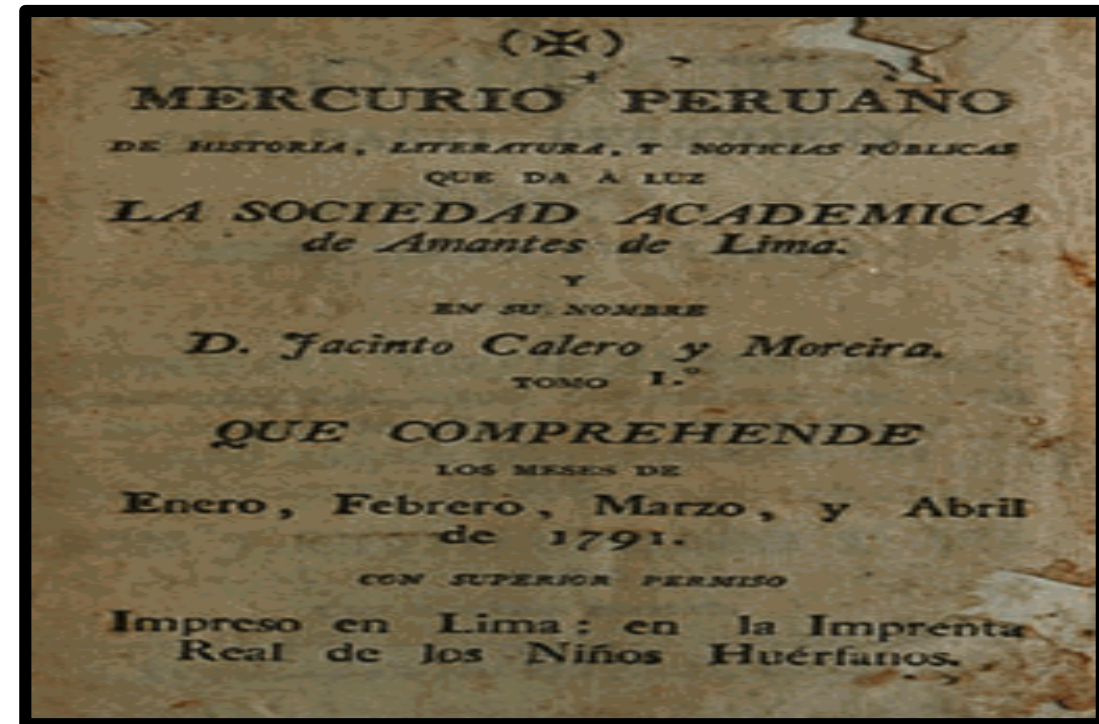 (✠)
MERCURIO PERUANO
DE HISTORIA, LITERATURA, Y NOTICIAS PÚBLICAS
QUE DA À LUZ
LA SOCIEDAD ACADEMICA
de Amantes de Lima.
Y
EN SU NOMBRE
D. Jacinto Calero y Moreira.
TOMO I.º
QUE COMPREHENDE
LOS MESES DE
Enero, Febrero, Marzo, y Abril
de 1791.
CON SUPERIOR PERMISO
Impreso en Lima: en la Imprenta
Real de los Niños Huérfanos.